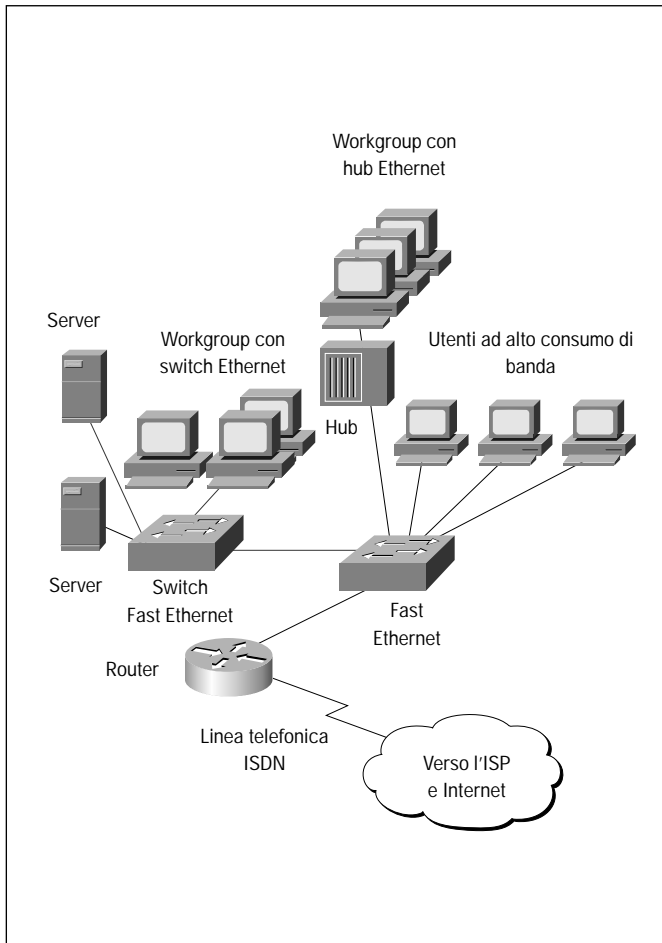 Workgroup con
hub Ethernet
Server
Workgroup con
switch Ethernet
Utenti ad alto consumo di
banda
Hub
Server
Switch
Fast Ethernet
Fast
Ethernet
Router
Linea telefonica
ISDN
Verso l'ISP
e Internet